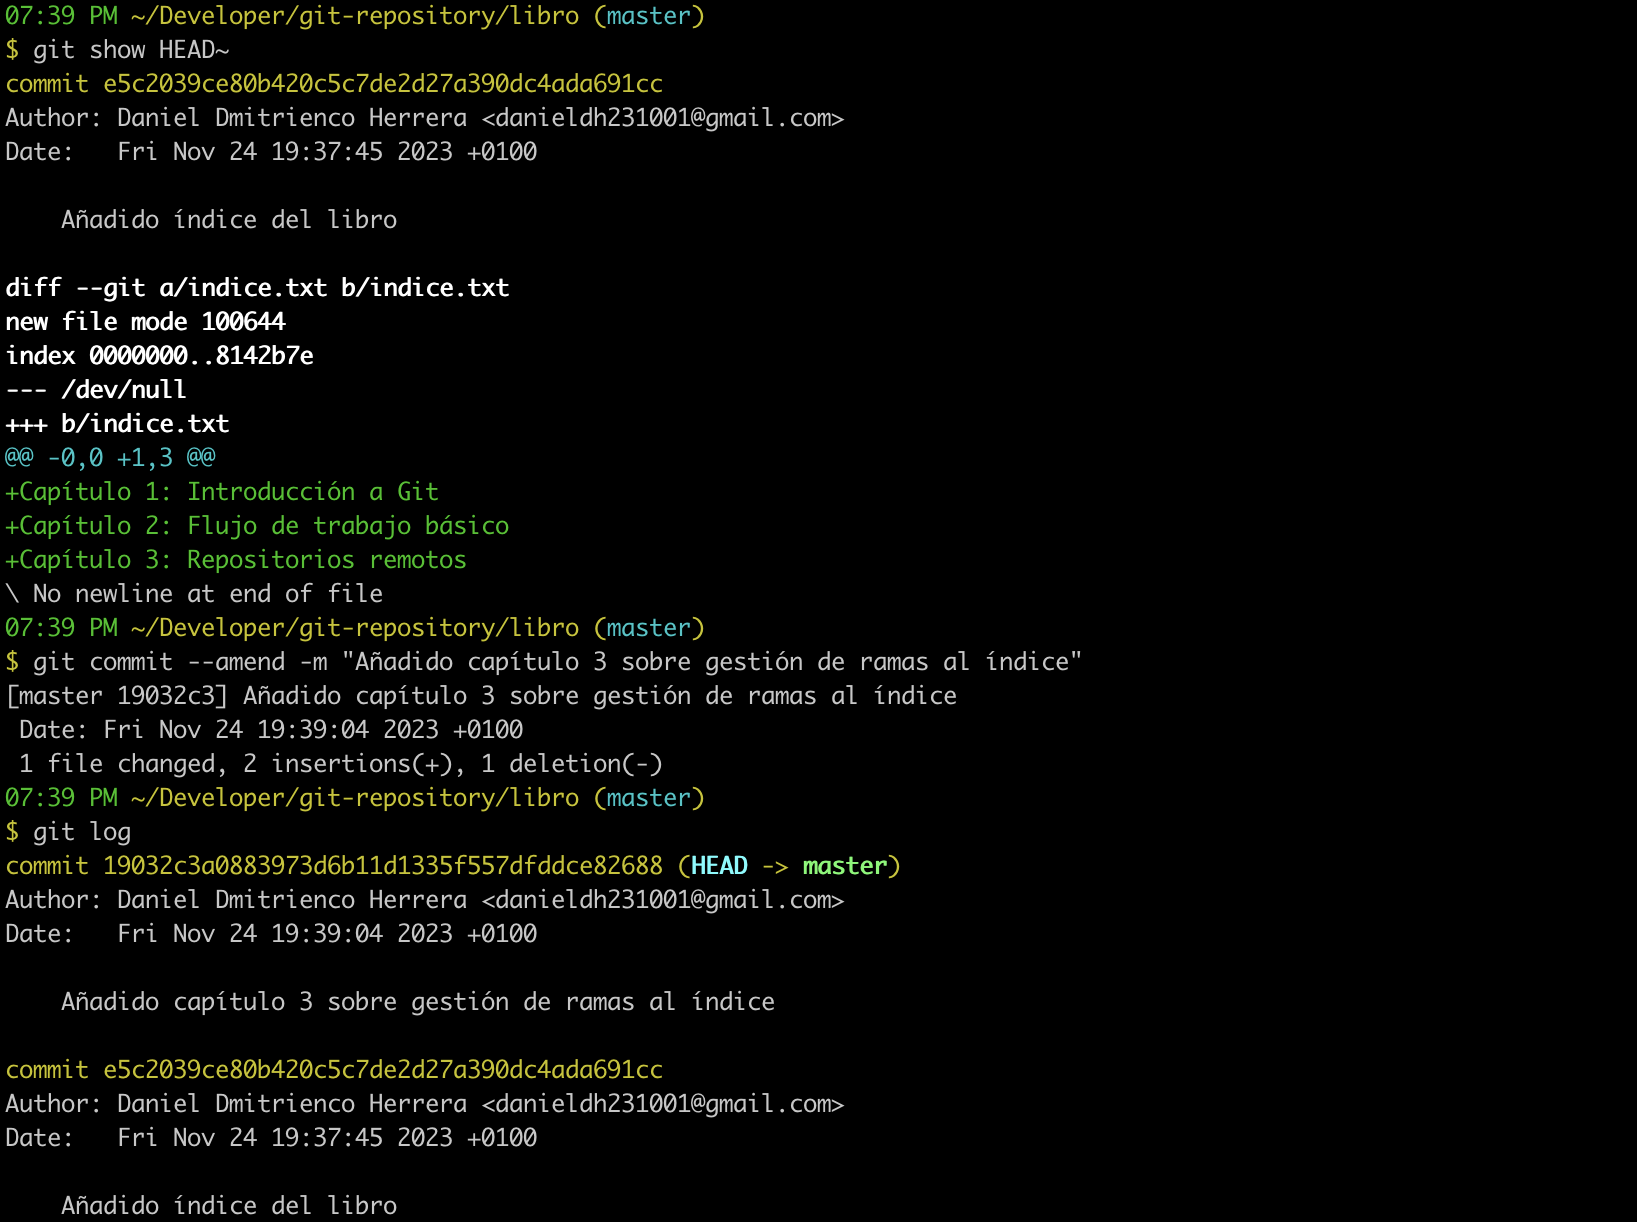 07:39 PM ~/Developer/git-repository/libro (master)
$ git show HEAD~
commit e5c2039ce80b420c5c7de2d27a390dc4ada691cc
Author: Daniel Dmitrienco Herrera <danieldh231001@gmail.com>
Date:   Fri Nov 24 19:37:45 2023 +0100
    Añadido índice del libro
diff --git a/indice.txt b/indice.txt
new file mode 100644
index 0000000..8142b7e
--- /dev/null
+++ b/indice.txt
@@ -0,0 +1,3 @@
+Capítulo 1: Introducción a Git
+Capítulo 2: Flujo de trabajo básico
+Capítulo 3: Repositorios remotos
\ No newline at end of file
07:39 PM ~/Developer/git-repository/libro (master)
$ git commit --amend -m "Añadido capítulo 3 sobre gestión de ramas al índice"
[master 19032c3] Añadido capítulo 3 sobre gestión de ramas al índice
 Date: Fri Nov 24 19:39:04 2023 +0100
 1 file changed, 2 insertions(+), 1 deletion(-)
07:39 PM ~/Developer/git-repository/libro (master)
$ git log
commit 19032c3a0883973d6b11d1335f557dfddce82688 (HEAD -> master)
Author: Daniel Dmitrienco Herrera <danieldh231001@gmail.com>
Date:   Fri Nov 24 19:39:04 2023 +0100
    Añadido capítulo 3 sobre gestión de ramas al índice
commit e5c2039ce80b420c5c7de2d27a390dc4ada691cc
Author: Daniel Dmitrienco Herrera <danieldh231001@gmail.com>
Date:   Fri Nov 24 19:37:45 2023 +0100
    Añadido índice del libro